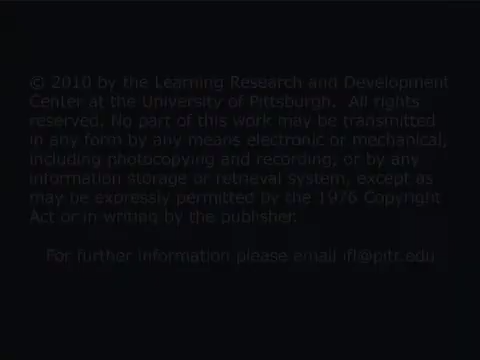 © 2010 by the Learning Research and Development
Center at the University of Pittsburgh.  All rights
reserved. No part of this work may be transmitted
in any form by any means electronic or mechanical,
including photocopying and recording, or by any
information storage or retrieval system, except as
may be expressly permitted by the 1976 Copyright
Act or in writing by the publisher.
For further information please email ifl@pitt.edu